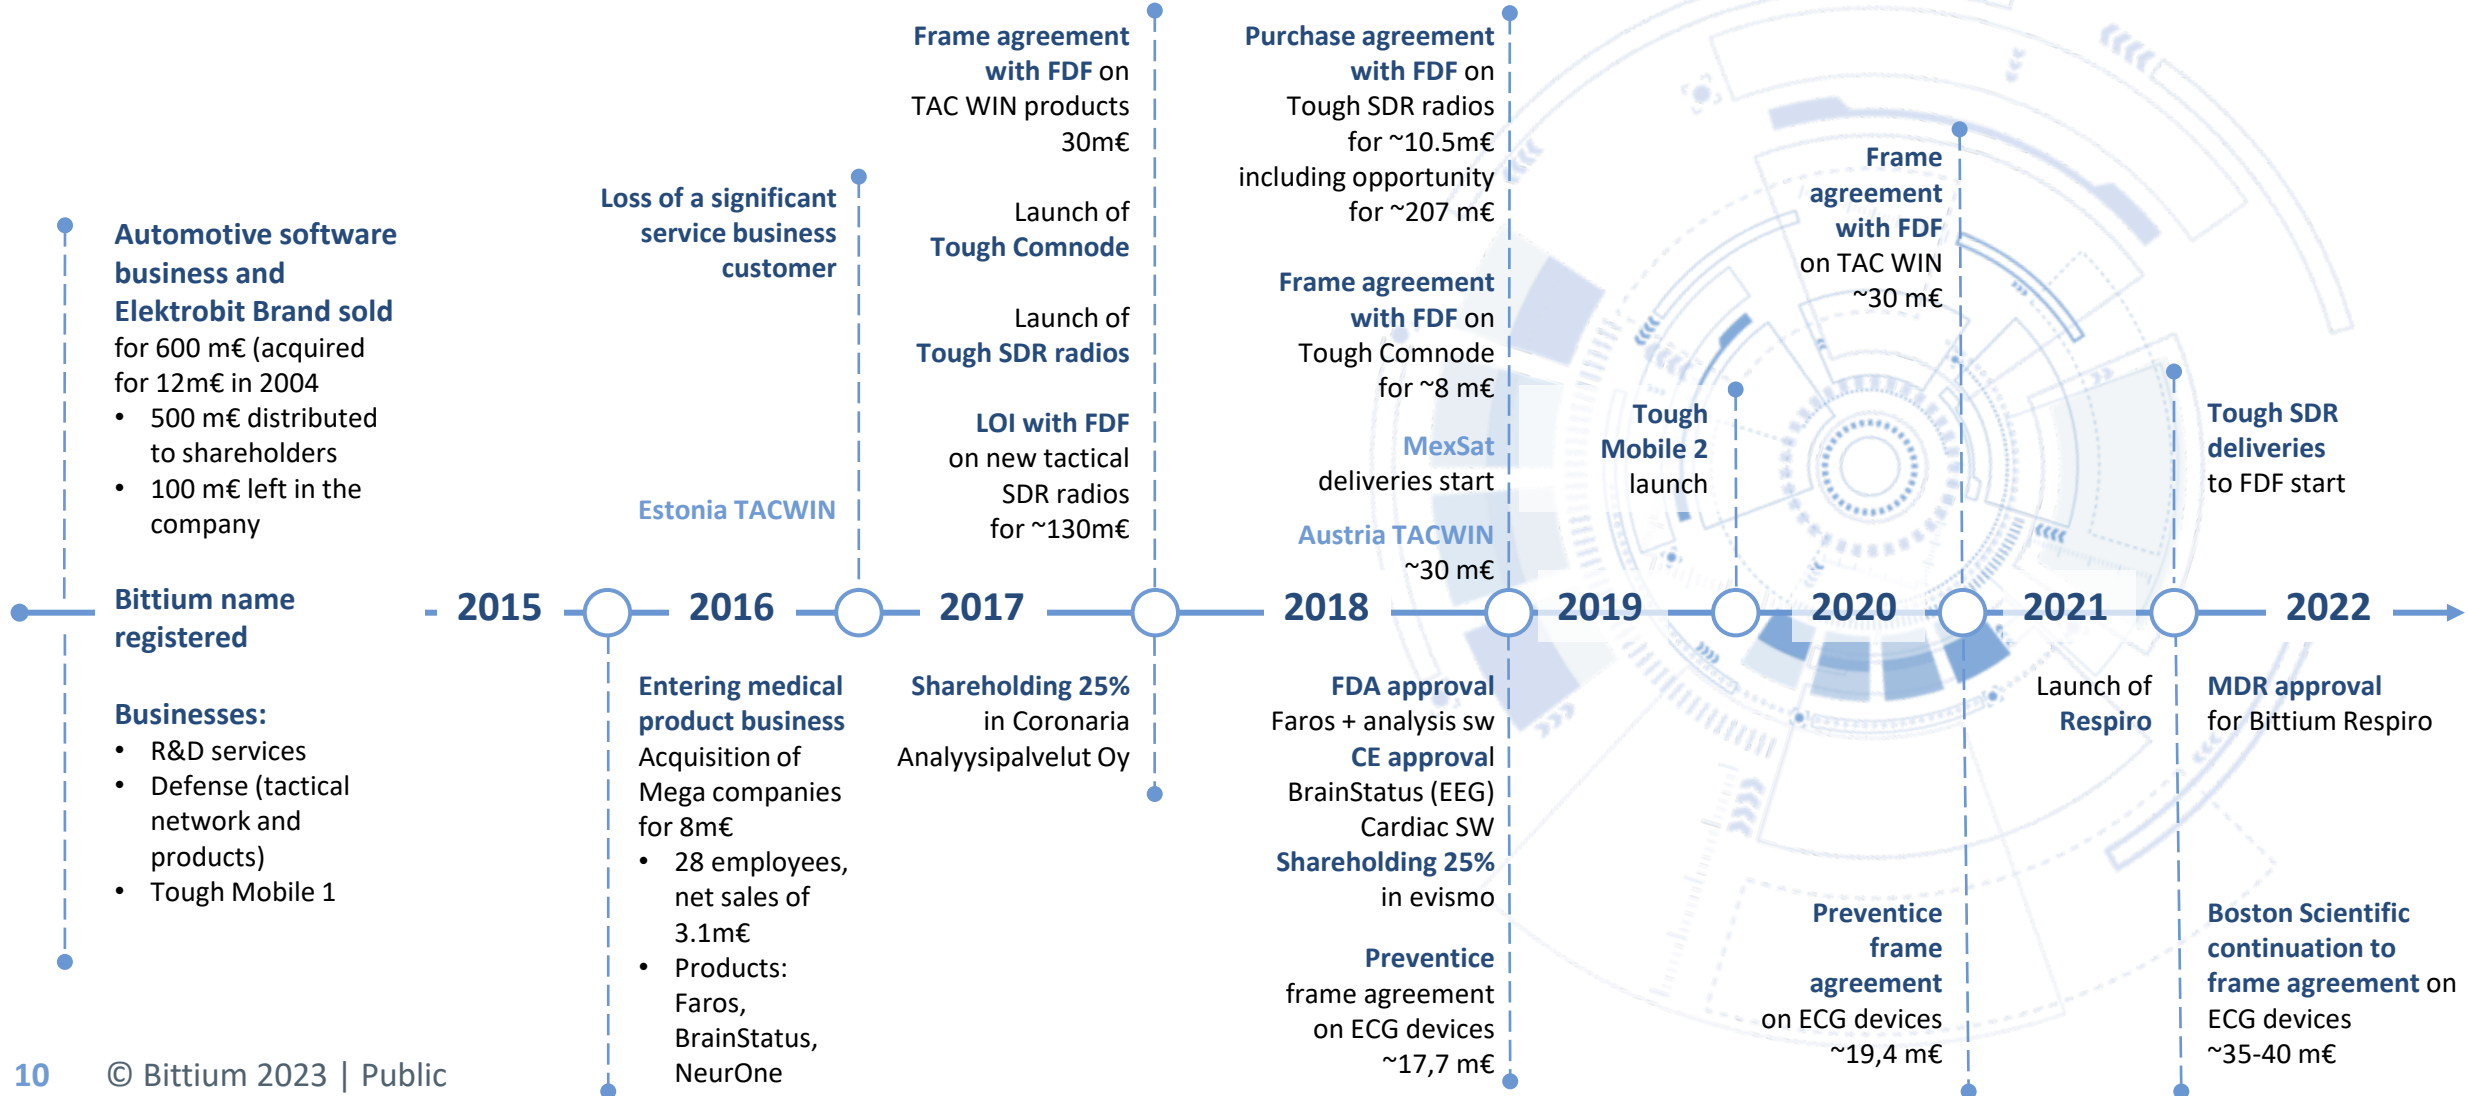 Automotive software
business and
Elektrobit Brand sold
for 600 m€ (acquired
for 12m€ in 2004
• 500 m€ distributed
to shareholders
• 100 m€ left in the
company
Bittium name
registered
Businesses:
• R&D services
• Defense (tactical
network and
products)
• Tough Mobile 1
2015
Loss of a significant
service business
customer
Estonia TACWIN
2016
Entering medical
product business
Acquisition of
Mega companies
for 8m€
• 28 employees,
net sales of
3.1m€
• Products:
Faros,
BrainStatus,
NeurOne
Frame agreement
with FDF on
TAC WIN products
30m€
Launch of
Tough Comnode
Launch of
Tough SDR radios
LOI with FDF
on new tactical
SDR radios
for ~130m€
2017
Shareholding 25%
in Coronaria
Analyysipalvelut Oy
Purchase agreement
with FDF on
Tough SDR radios
for ~10.5m€
including opportunity
for ~207 m€
Frame agreement
with FDF on
Tough Comnode
for ~8 m€
MexSat
deliveries start
Austria TACWIN
~30 m€
2018
FDA approval
Faros + analysis sw
CE approval
BrainStatus (EEG)
Cardiac SW
Shareholding 25%
in evismo
Preventice
frame agreement
on ECG devices
~17,7 m€
Tough
Mobile 2
launch
2019
Frame
agreement
with FDF
on TAC WIN
~30 m€
2020
Preventice
frame
agreement
on ECG devices
~19,4 m€
2021
Launch of
Respiro
Tough SDR
deliveries
to FDF start
2022
MDR approval
for Bittium Respiro
Boston Scientific
continuation to
frame agreement on
ECG devices
~35-40 m€
10 © Bittium 2023 | Public